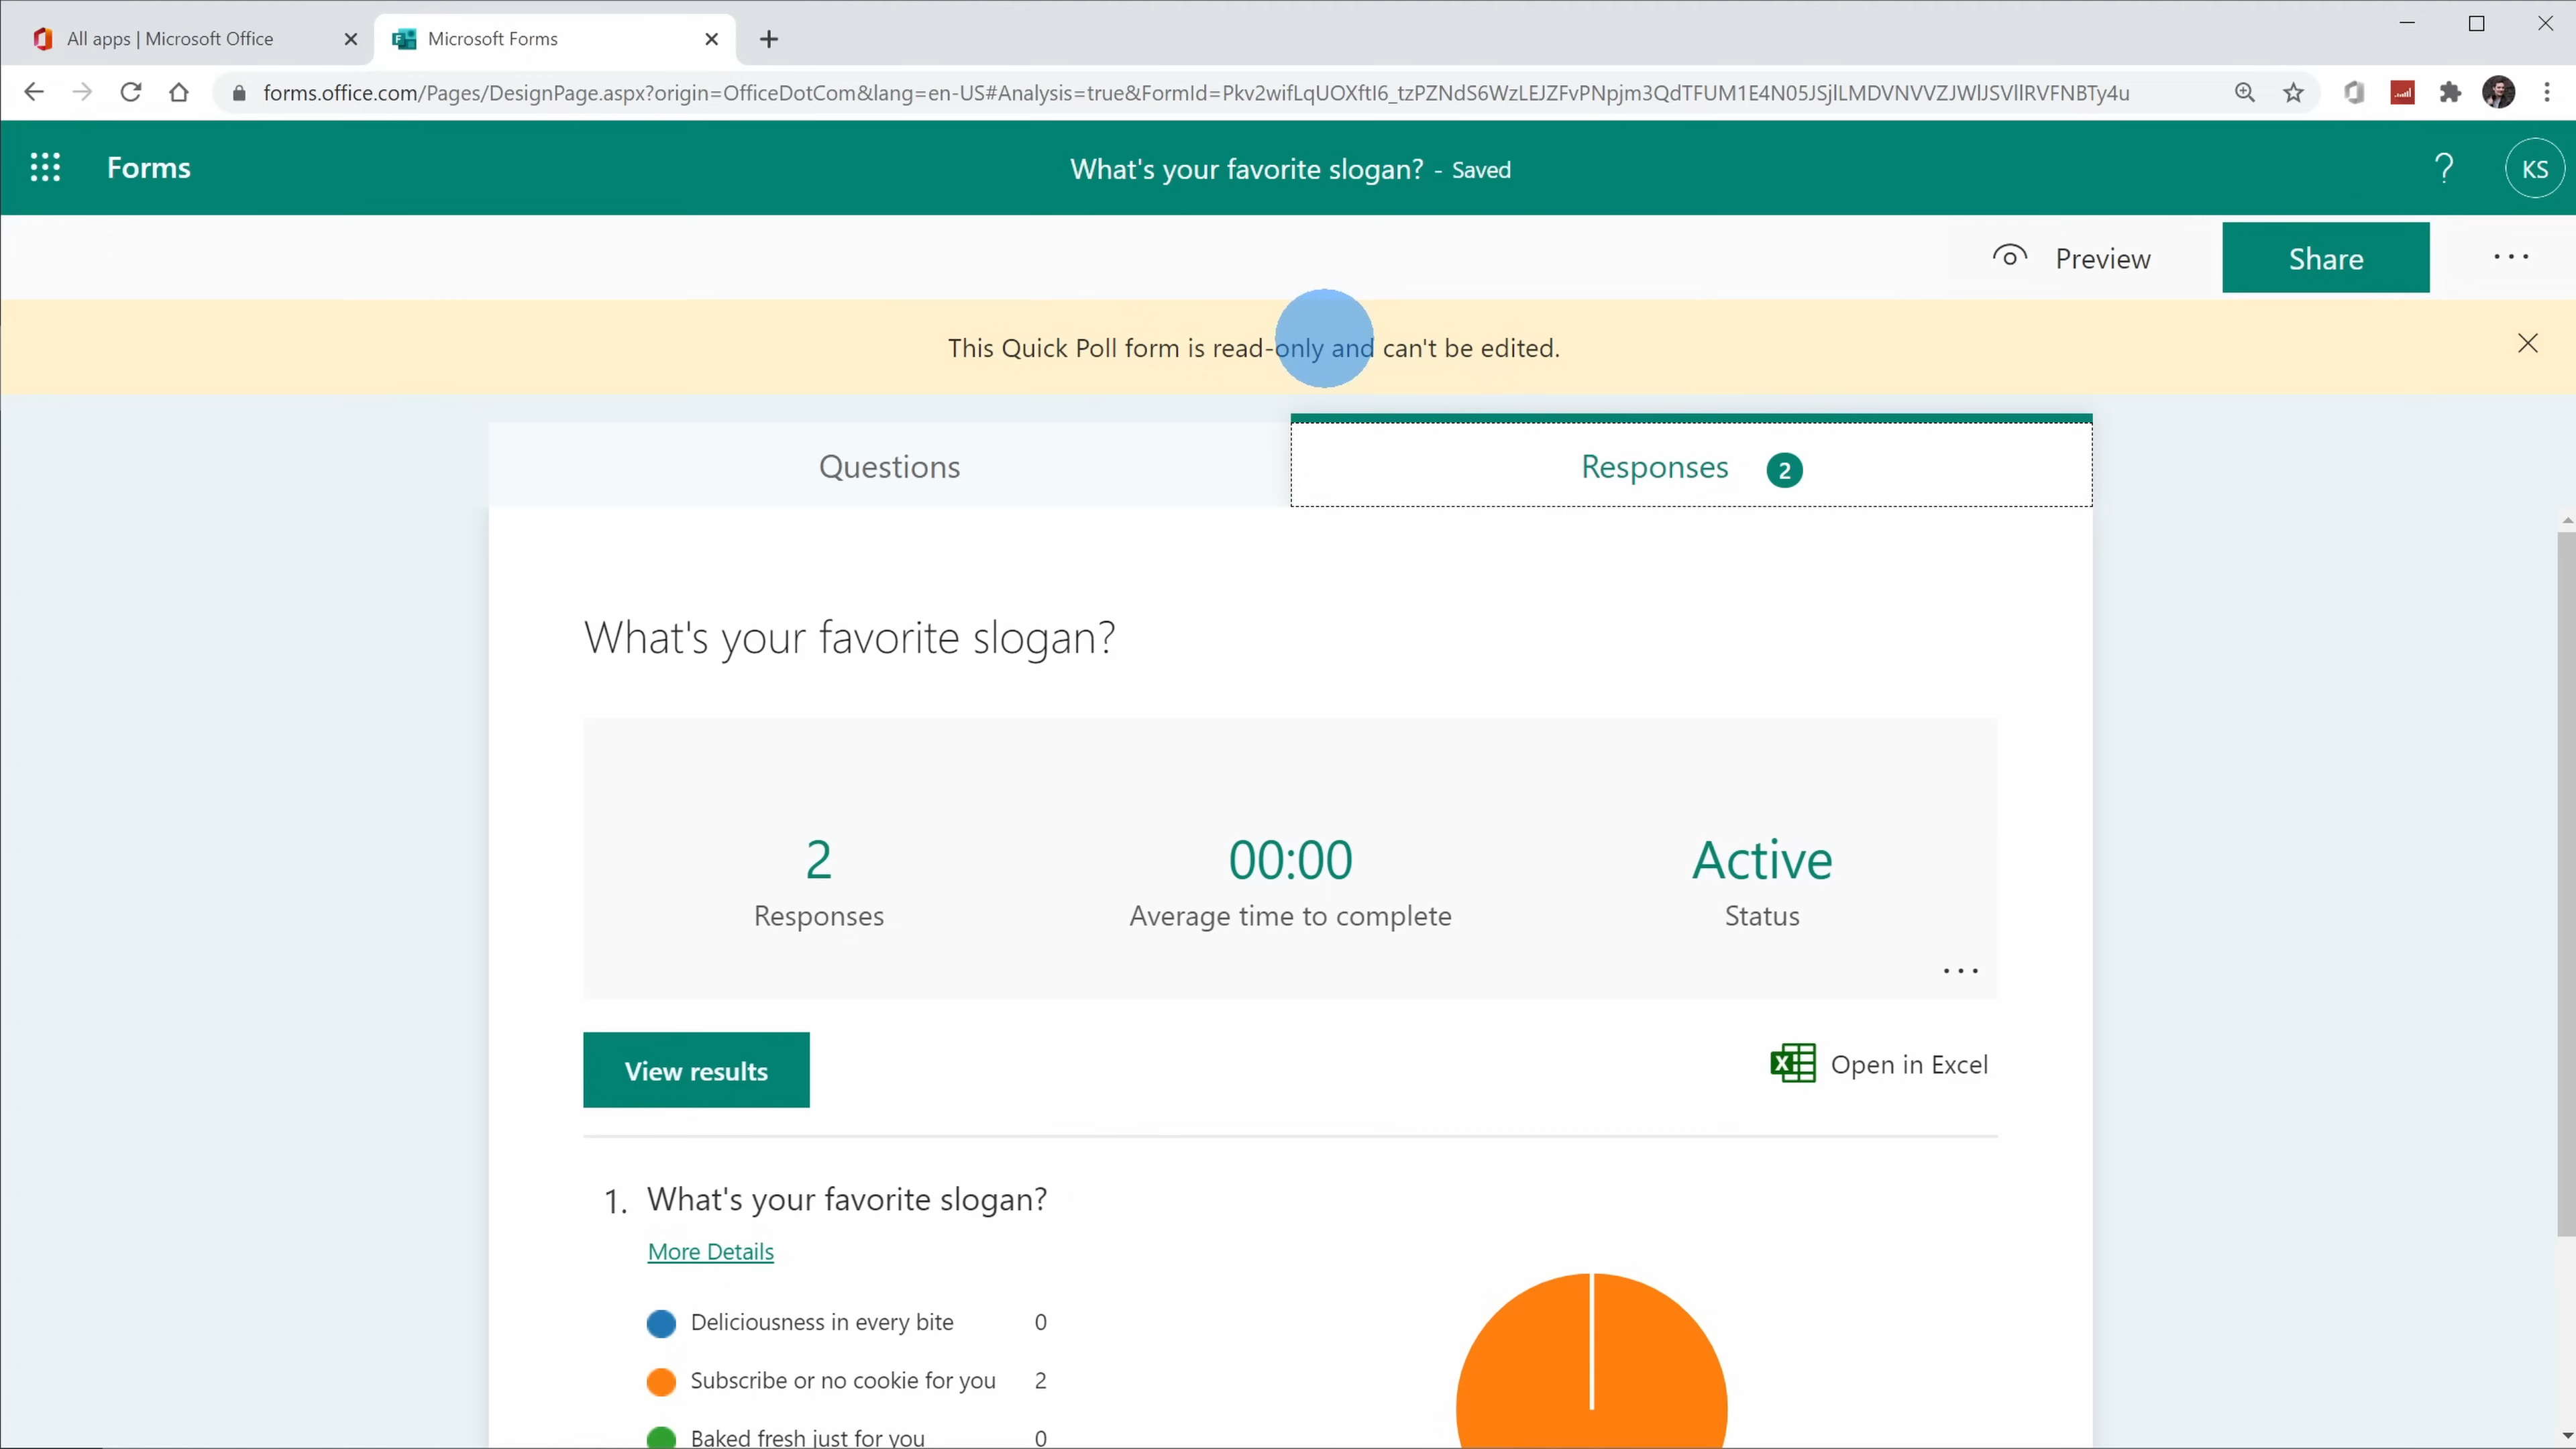 All apps | Microsoft Office
Microsoft Forms
forms.office.com/Pages/DesignPage.aspx?origin=OfficeDotCom&lang=en-US#Analysis=true&FormId=Pkv2wifLqUOXftI6_tzPZNdS6WzLEJZFvPNpjm3QdTFUM1E4N05JSjlLMDVNVVZJWlJSVllRVFNBTy4u
Forms
What's your favorite slogan? - Saved
?
KS
Preview
Share
This Quick Poll form is read-only and can't be edited.
Questions
Responses 2
What's your favorite slogan?
2
Responses
00:00
Average time to complete
Active
Status
View results
Open in Excel
1. What's your favorite slogan?
More Details
Deliciousness in every bite 0
Subscribe or no cookie for you 2
Baked fresh just for you 0